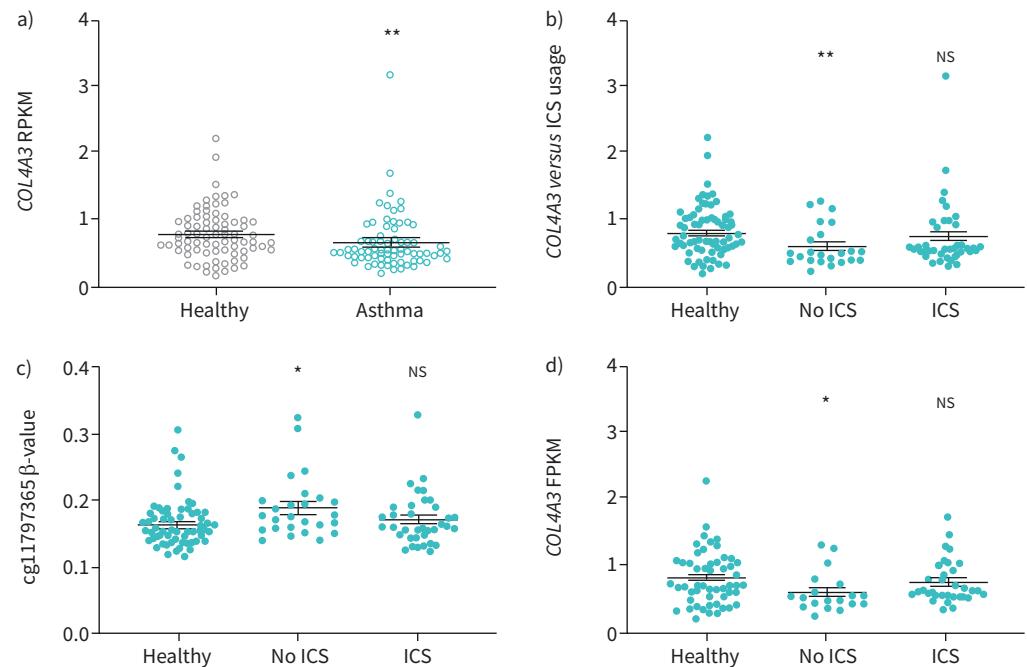 a)
4
3
2
1
0
COL4A3 RPKM
**
Healthy
Asthma
b)
4
3
2
1
0
COL4A3 versus ICS usage
**
NS
Healthy
No ICS
ICS
c)
0.4
0.3
0.2
0.1
0.0
cg11797365 β-value
*
NS
Healthy
No ICS
ICS
d)
4
3
2
1
0
COL4A3 FPKM
*
NS
Healthy
No ICS
ICS